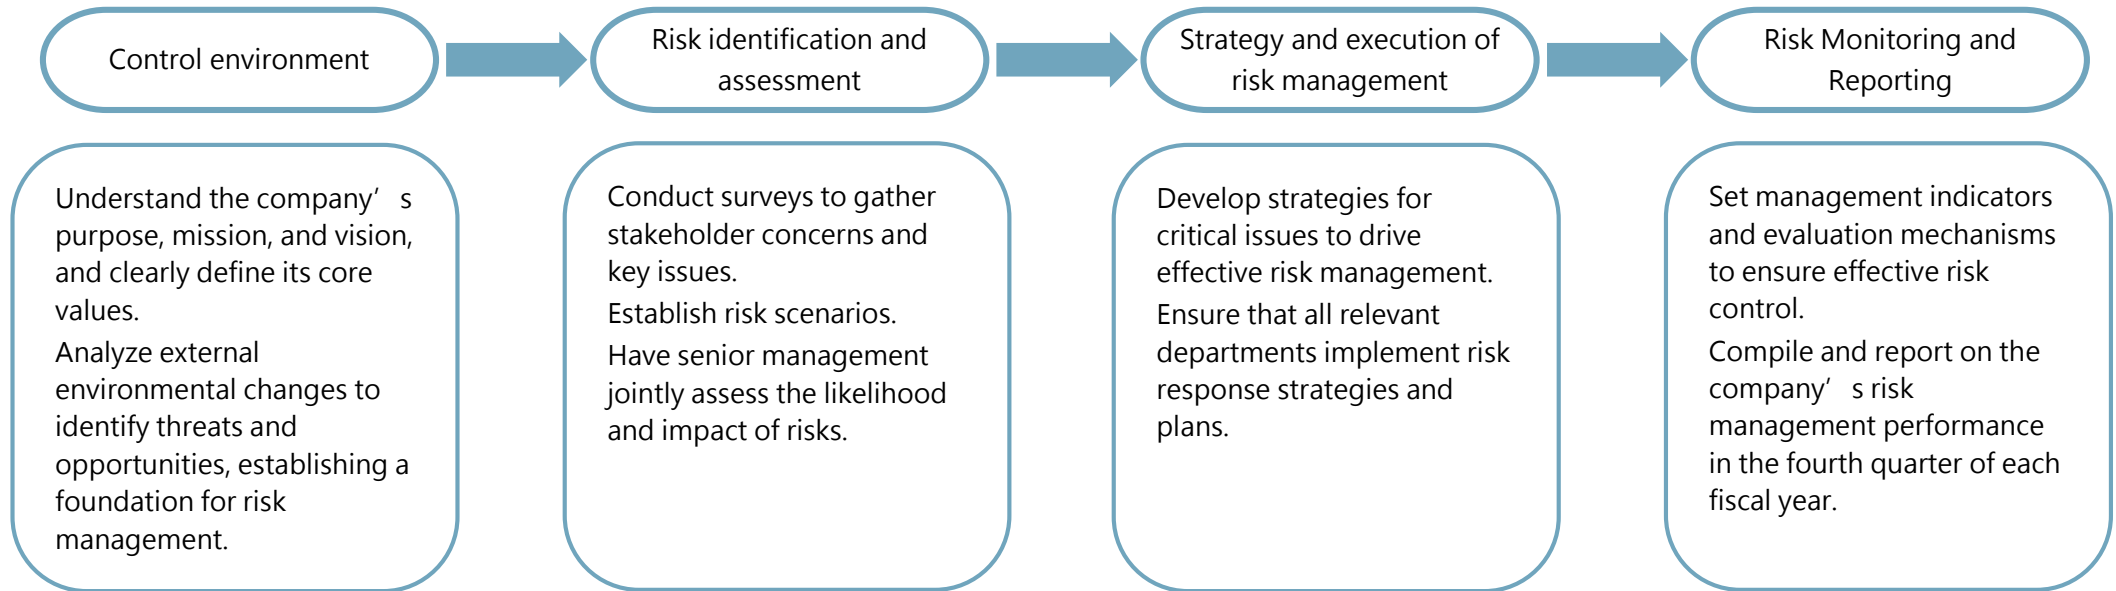 Control environment
Risk identification and
assessment
Strategy and execution of
risk management
Risk Monitoring and
Reporting
Understand the company’ s
purpose, mission, and vision,
and clearly define its core
values.
Analyze external
environmental changes to
identify threats and
opportunities, establishing a
foundation for risk
management.
Conduct surveys to gather
stakeholder concerns and
key issues.
Establish risk scenarios.
Have senior management
jointly assess the likelihood
and impact of risks.
Develop strategies for
critical issues to drive
effective risk management.
Ensure that all relevant
departments implement risk
response strategies and
plans.
Set management indicators
and evaluation mechanisms
to ensure effective risk
control.
Compile and report on the
company’ s risk
management performance
in the fourth quarter of each
fiscal year.